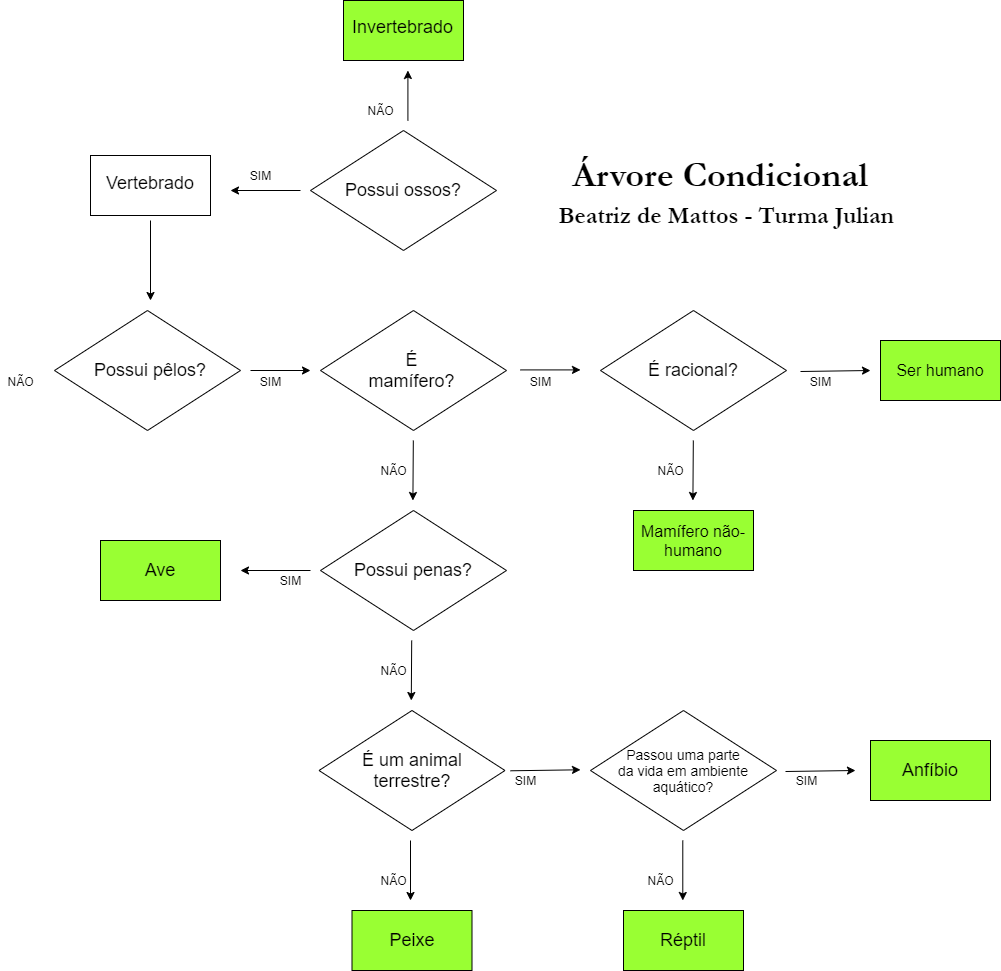 Invertebrado
NÃO
Possui ossos?
SIM
Vertebrado
Árvore Condicional
Beatriz de Mattos - Turma Julian
NÃO
Possui pêlos?
SIM
É
mamífero?
SIM
É racional?
SIM
Ser humano
NÃO
NÃO
Mamífero não-
humano
Possui penas?
SIM
Ave
NÃO
É um animal
terrestre?
SIM
Passou uma parte
da vida em ambiente
aquático?
SIM
Anfíbio
NÃO
NÃO
Peixe
Réptil